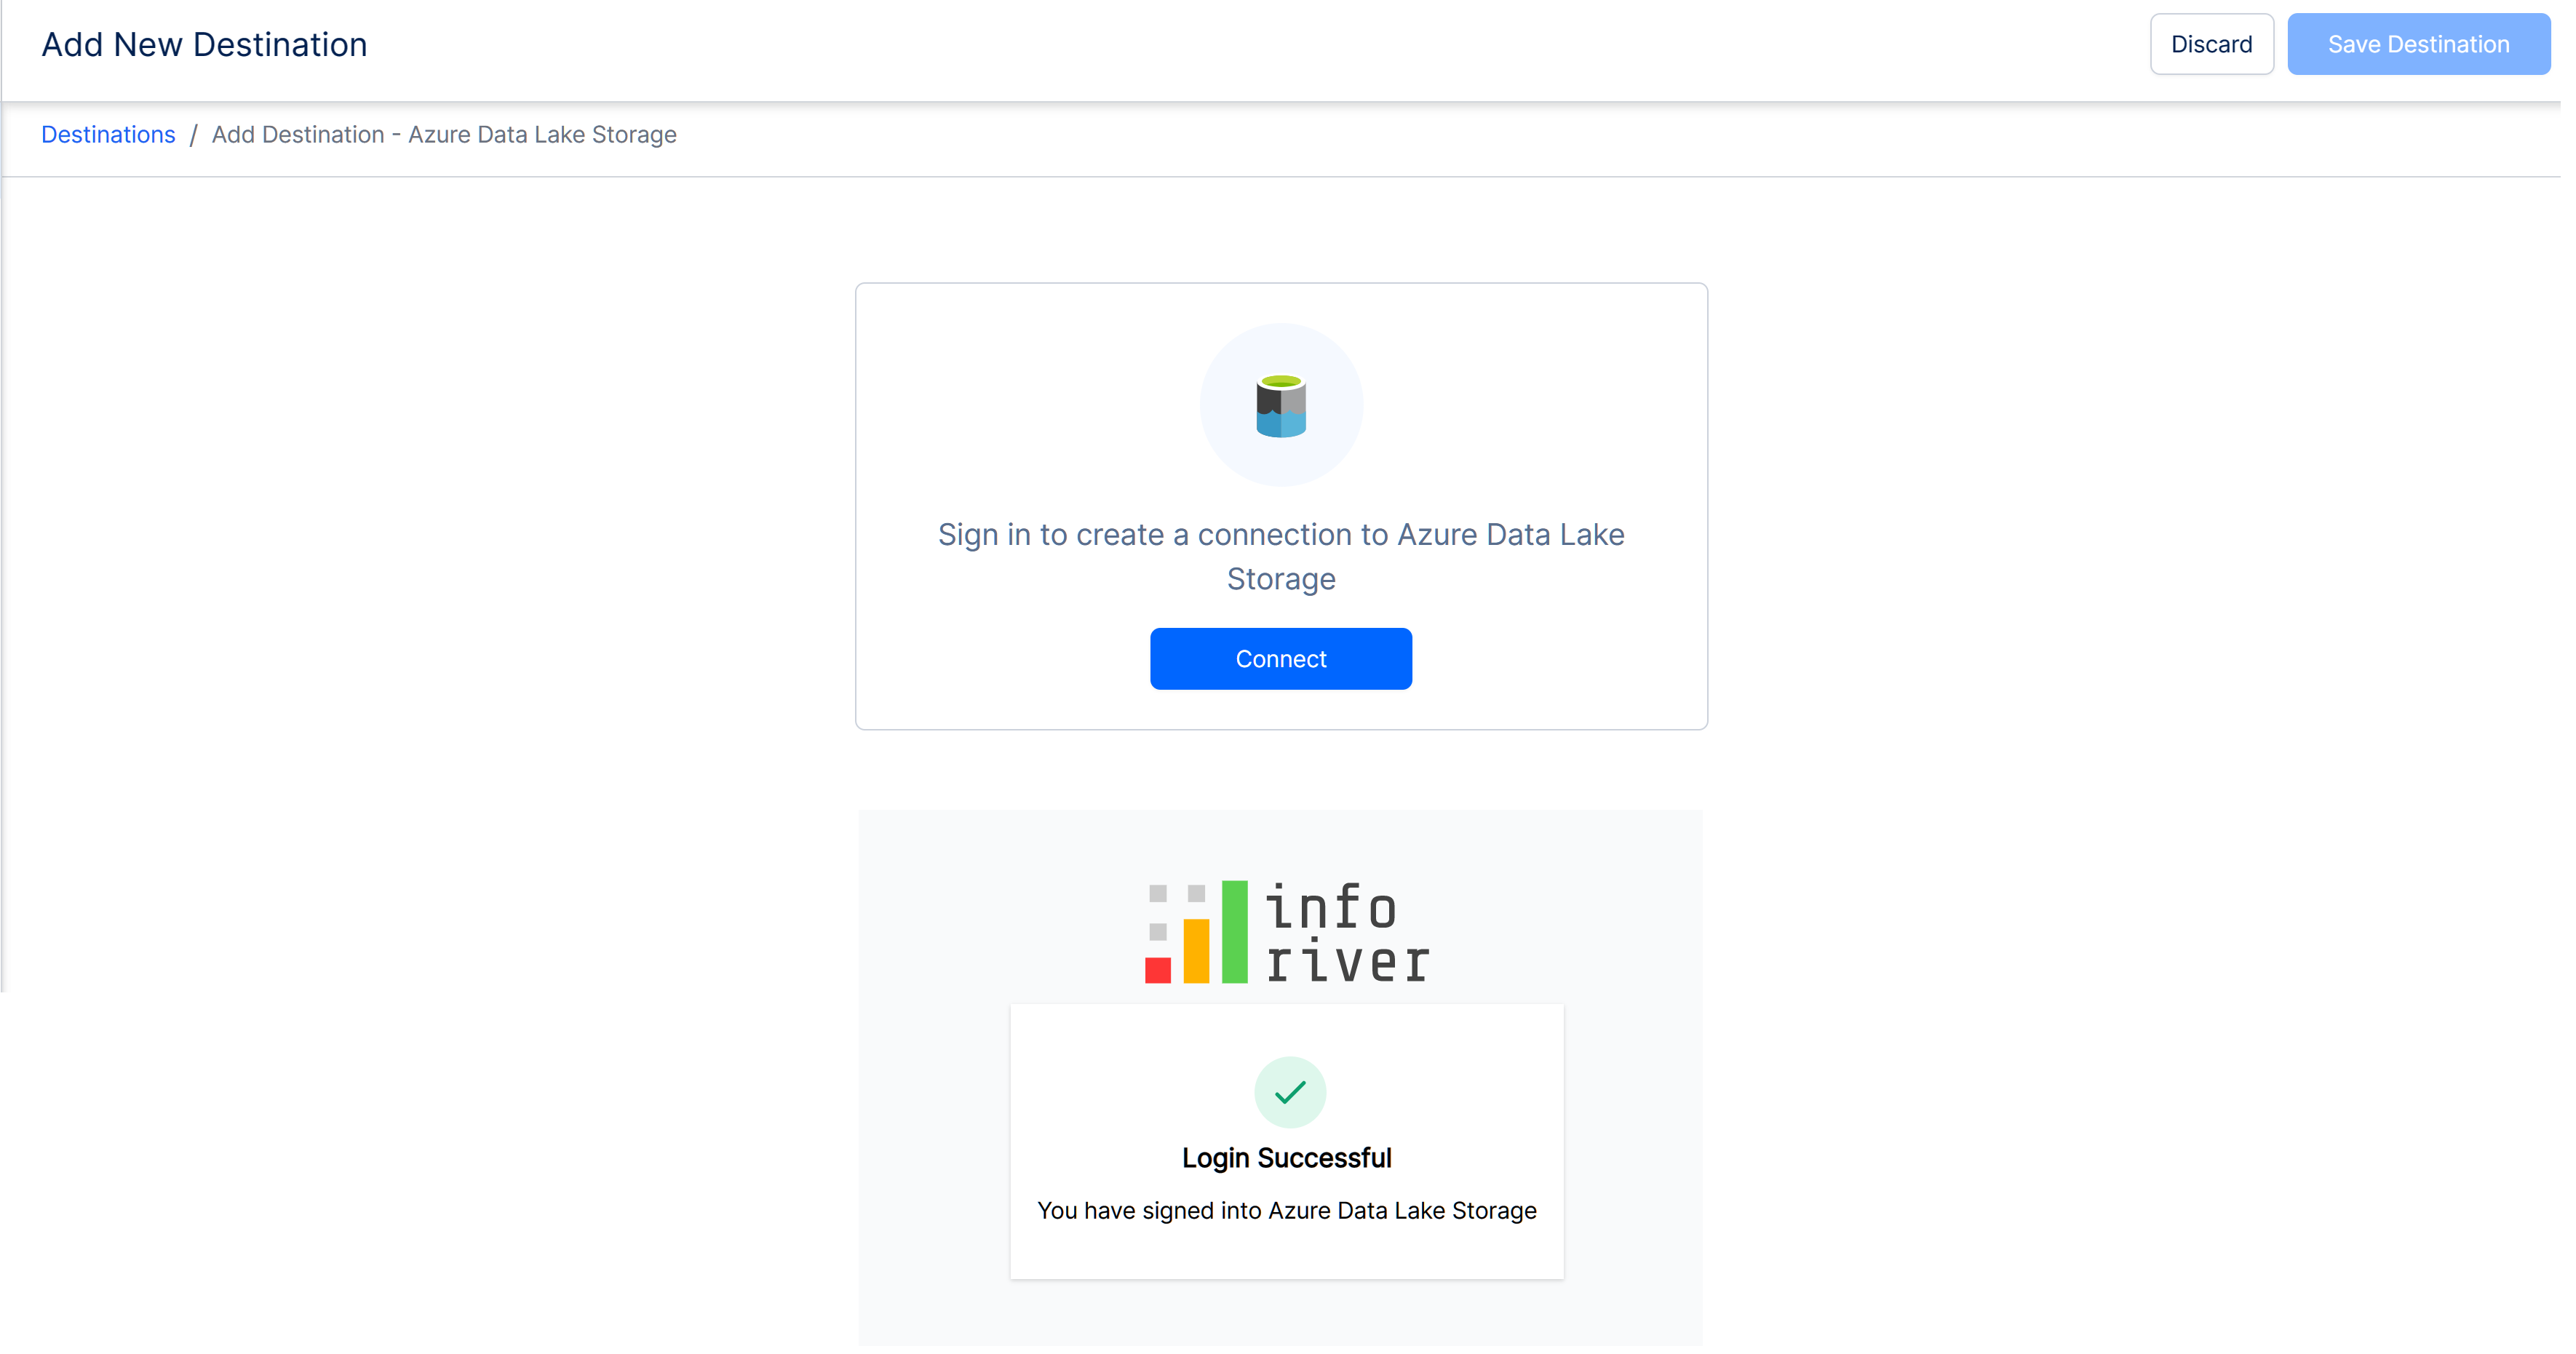 Add New Destination
Discard
Save Destination
Destinations / Add Destination - Azure Data Lake Storage
Sign in to create a connection to Azure Data Lake
Storage
Connect
info
river
Login Successful
You have signed into Azure Data Lake Storage